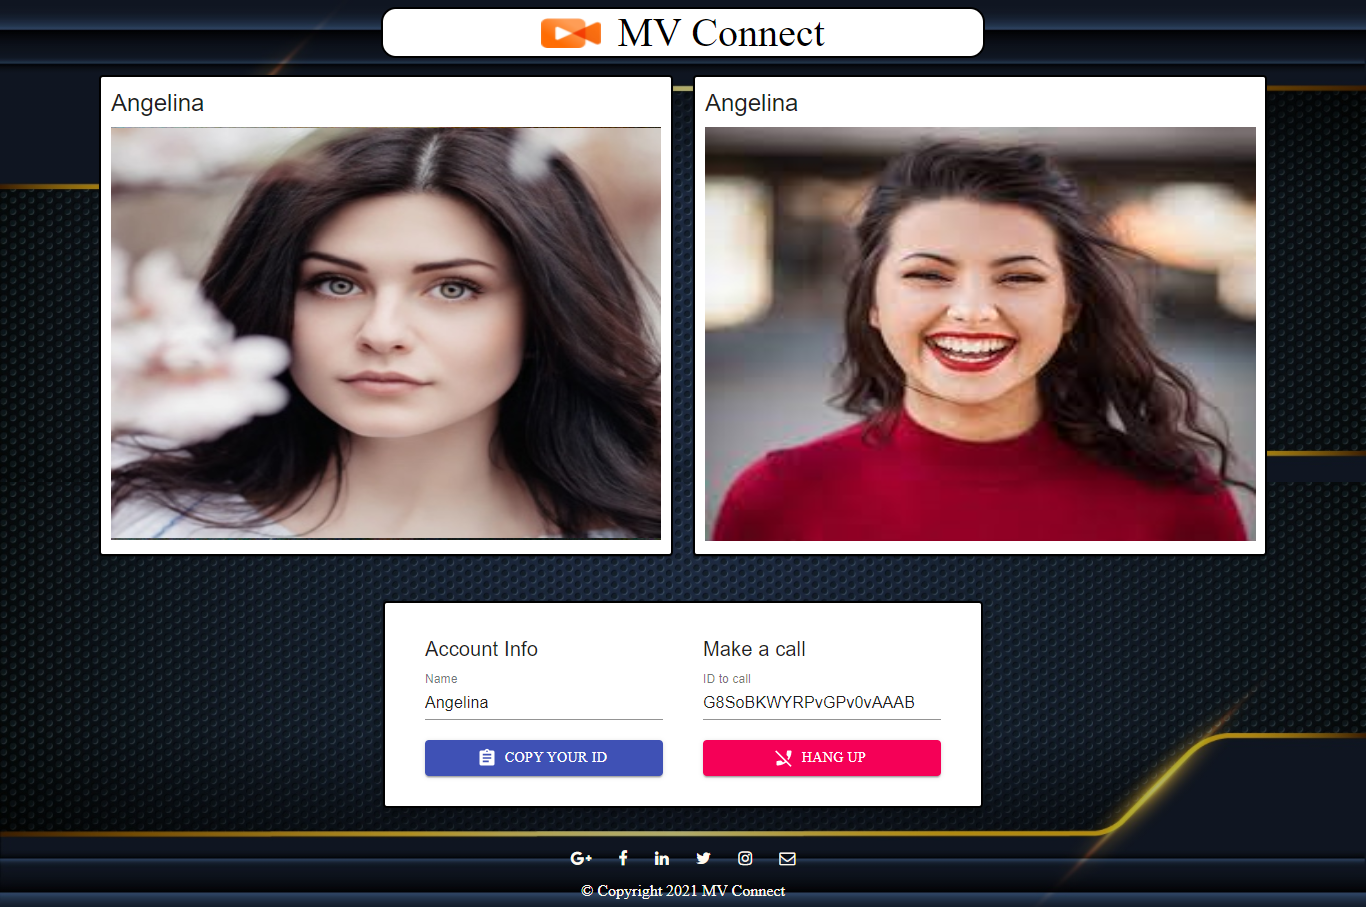 MV Connect
Angelina
Angelina
Account Info
Name
Angelina
COPY YOUR ID
Make a call
ID to call
G8SoBKWYRPvGPv0vAAAB
HANG UP
© Copyright 2021 MV Connect